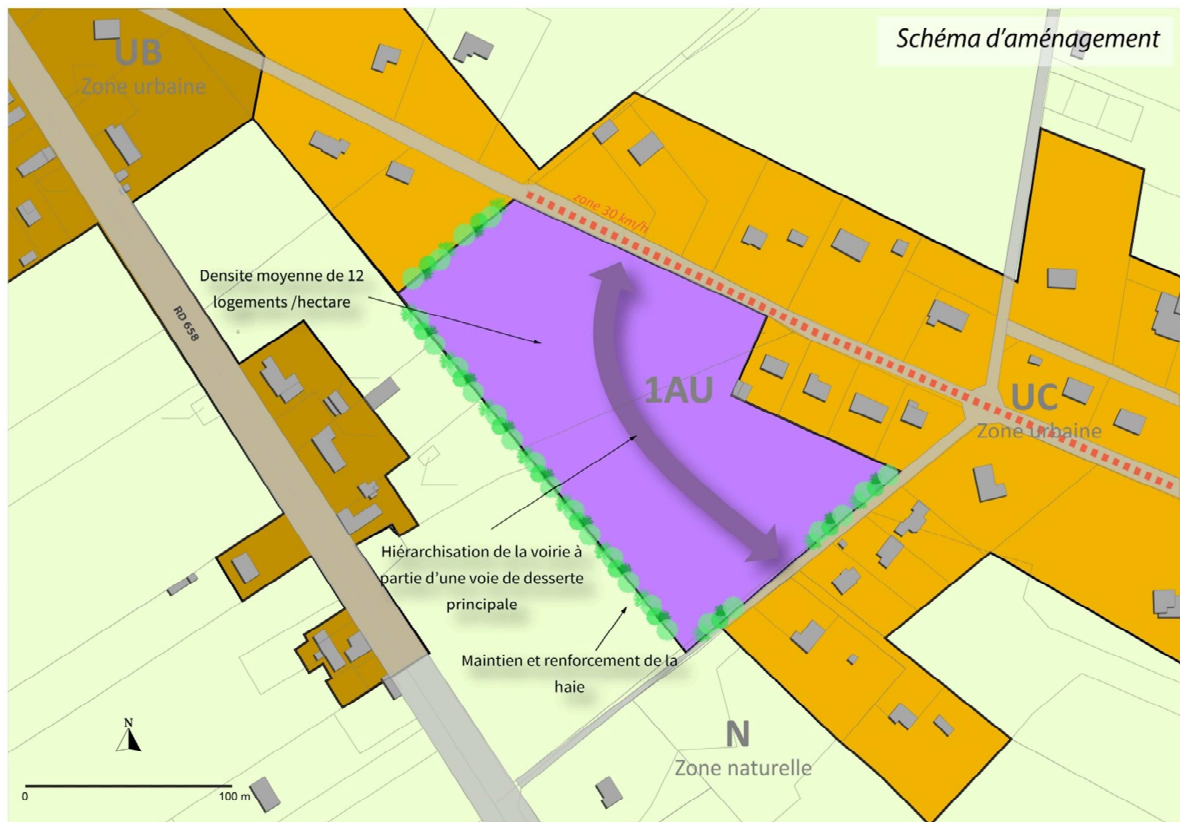 Schéma d'aménagement
UB
Zone urbaine
zone 30 km/h
Densite moyenne de 12
logements /hectare
RD 658
1AU
UC
Zone urbaine
Hiérarchisation de la voirie à
partie d'une voie de desserte
principale
Maintien et renforcement de la
haie
N
Zone naturelle
N
0
100 m